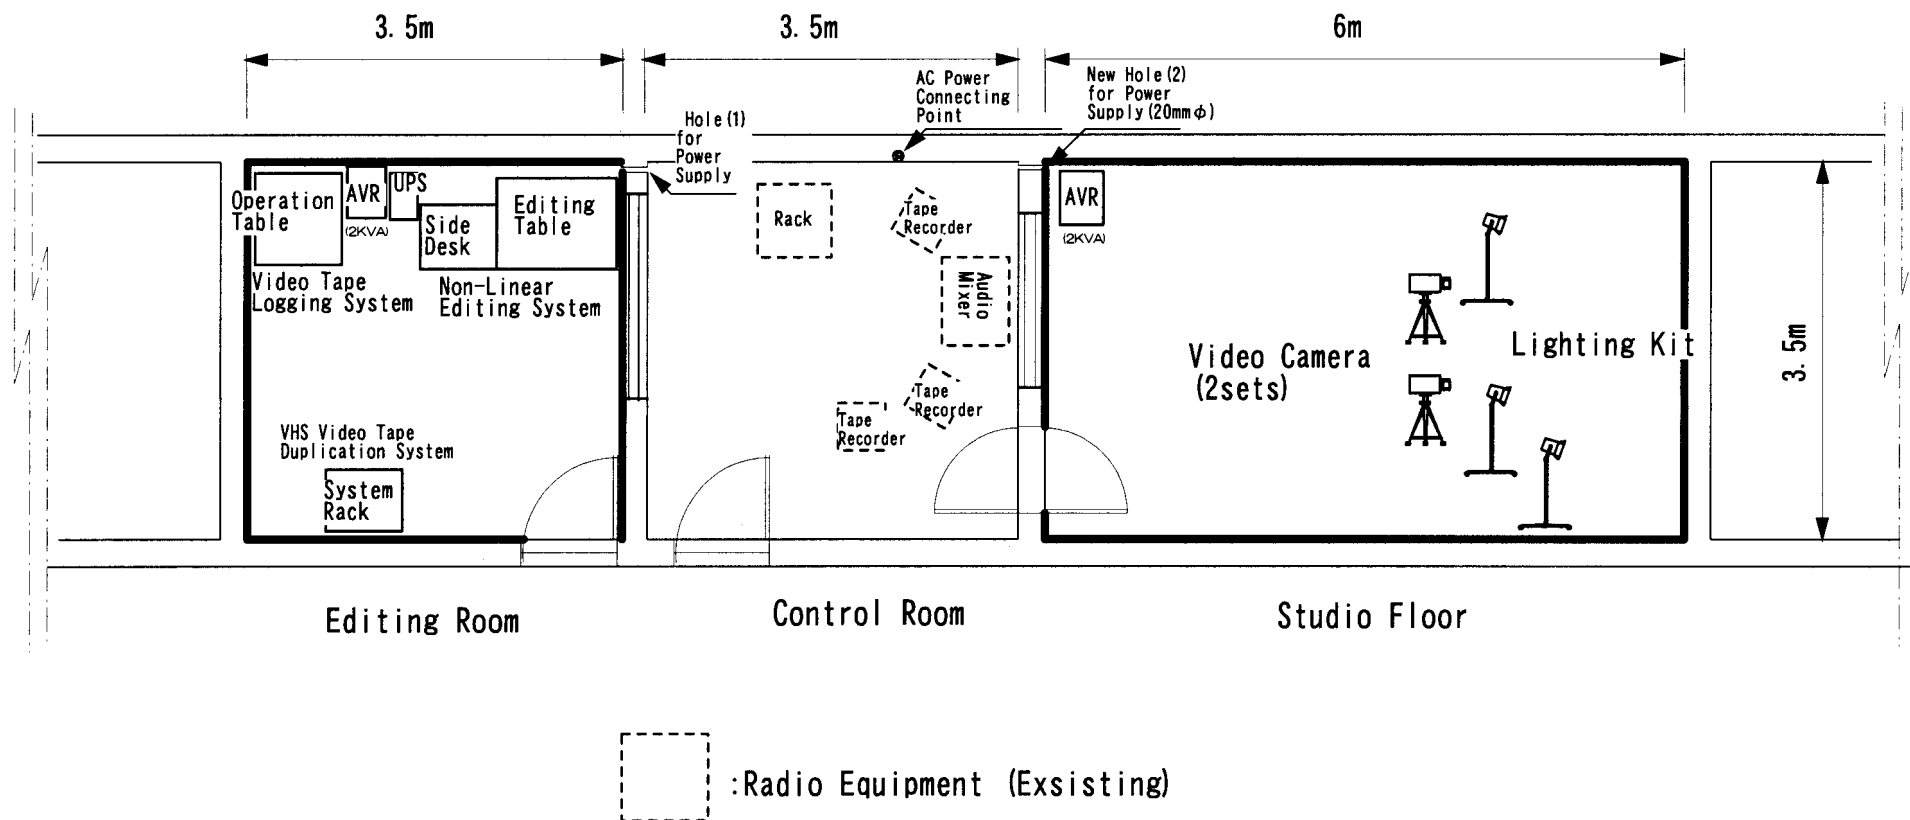 3. 5m
3. 5m
6m
AC Power
Connecting
Point
New Hole(2)
for Power
Supply(20mmφ)
Hole(1)
for
Power
Supply
Operation
Table
AVR
(2KVA)
UPS
Side
Desk
Editing
Table
Video Tape
Logging System
Non-Linear
Editing System
VHS Video Tape
Duplication System
System
Rack
Rack
Tape
Recorder
Audio
Mixer
Tape
Recorder
Tape
Recorder
AVR
(2KVA)
Video Camera
(2sets)
Lighting Kit
3. 5m
Editing Room
Control Room
Studio Floor
:Radio Equipment (Exsisting)